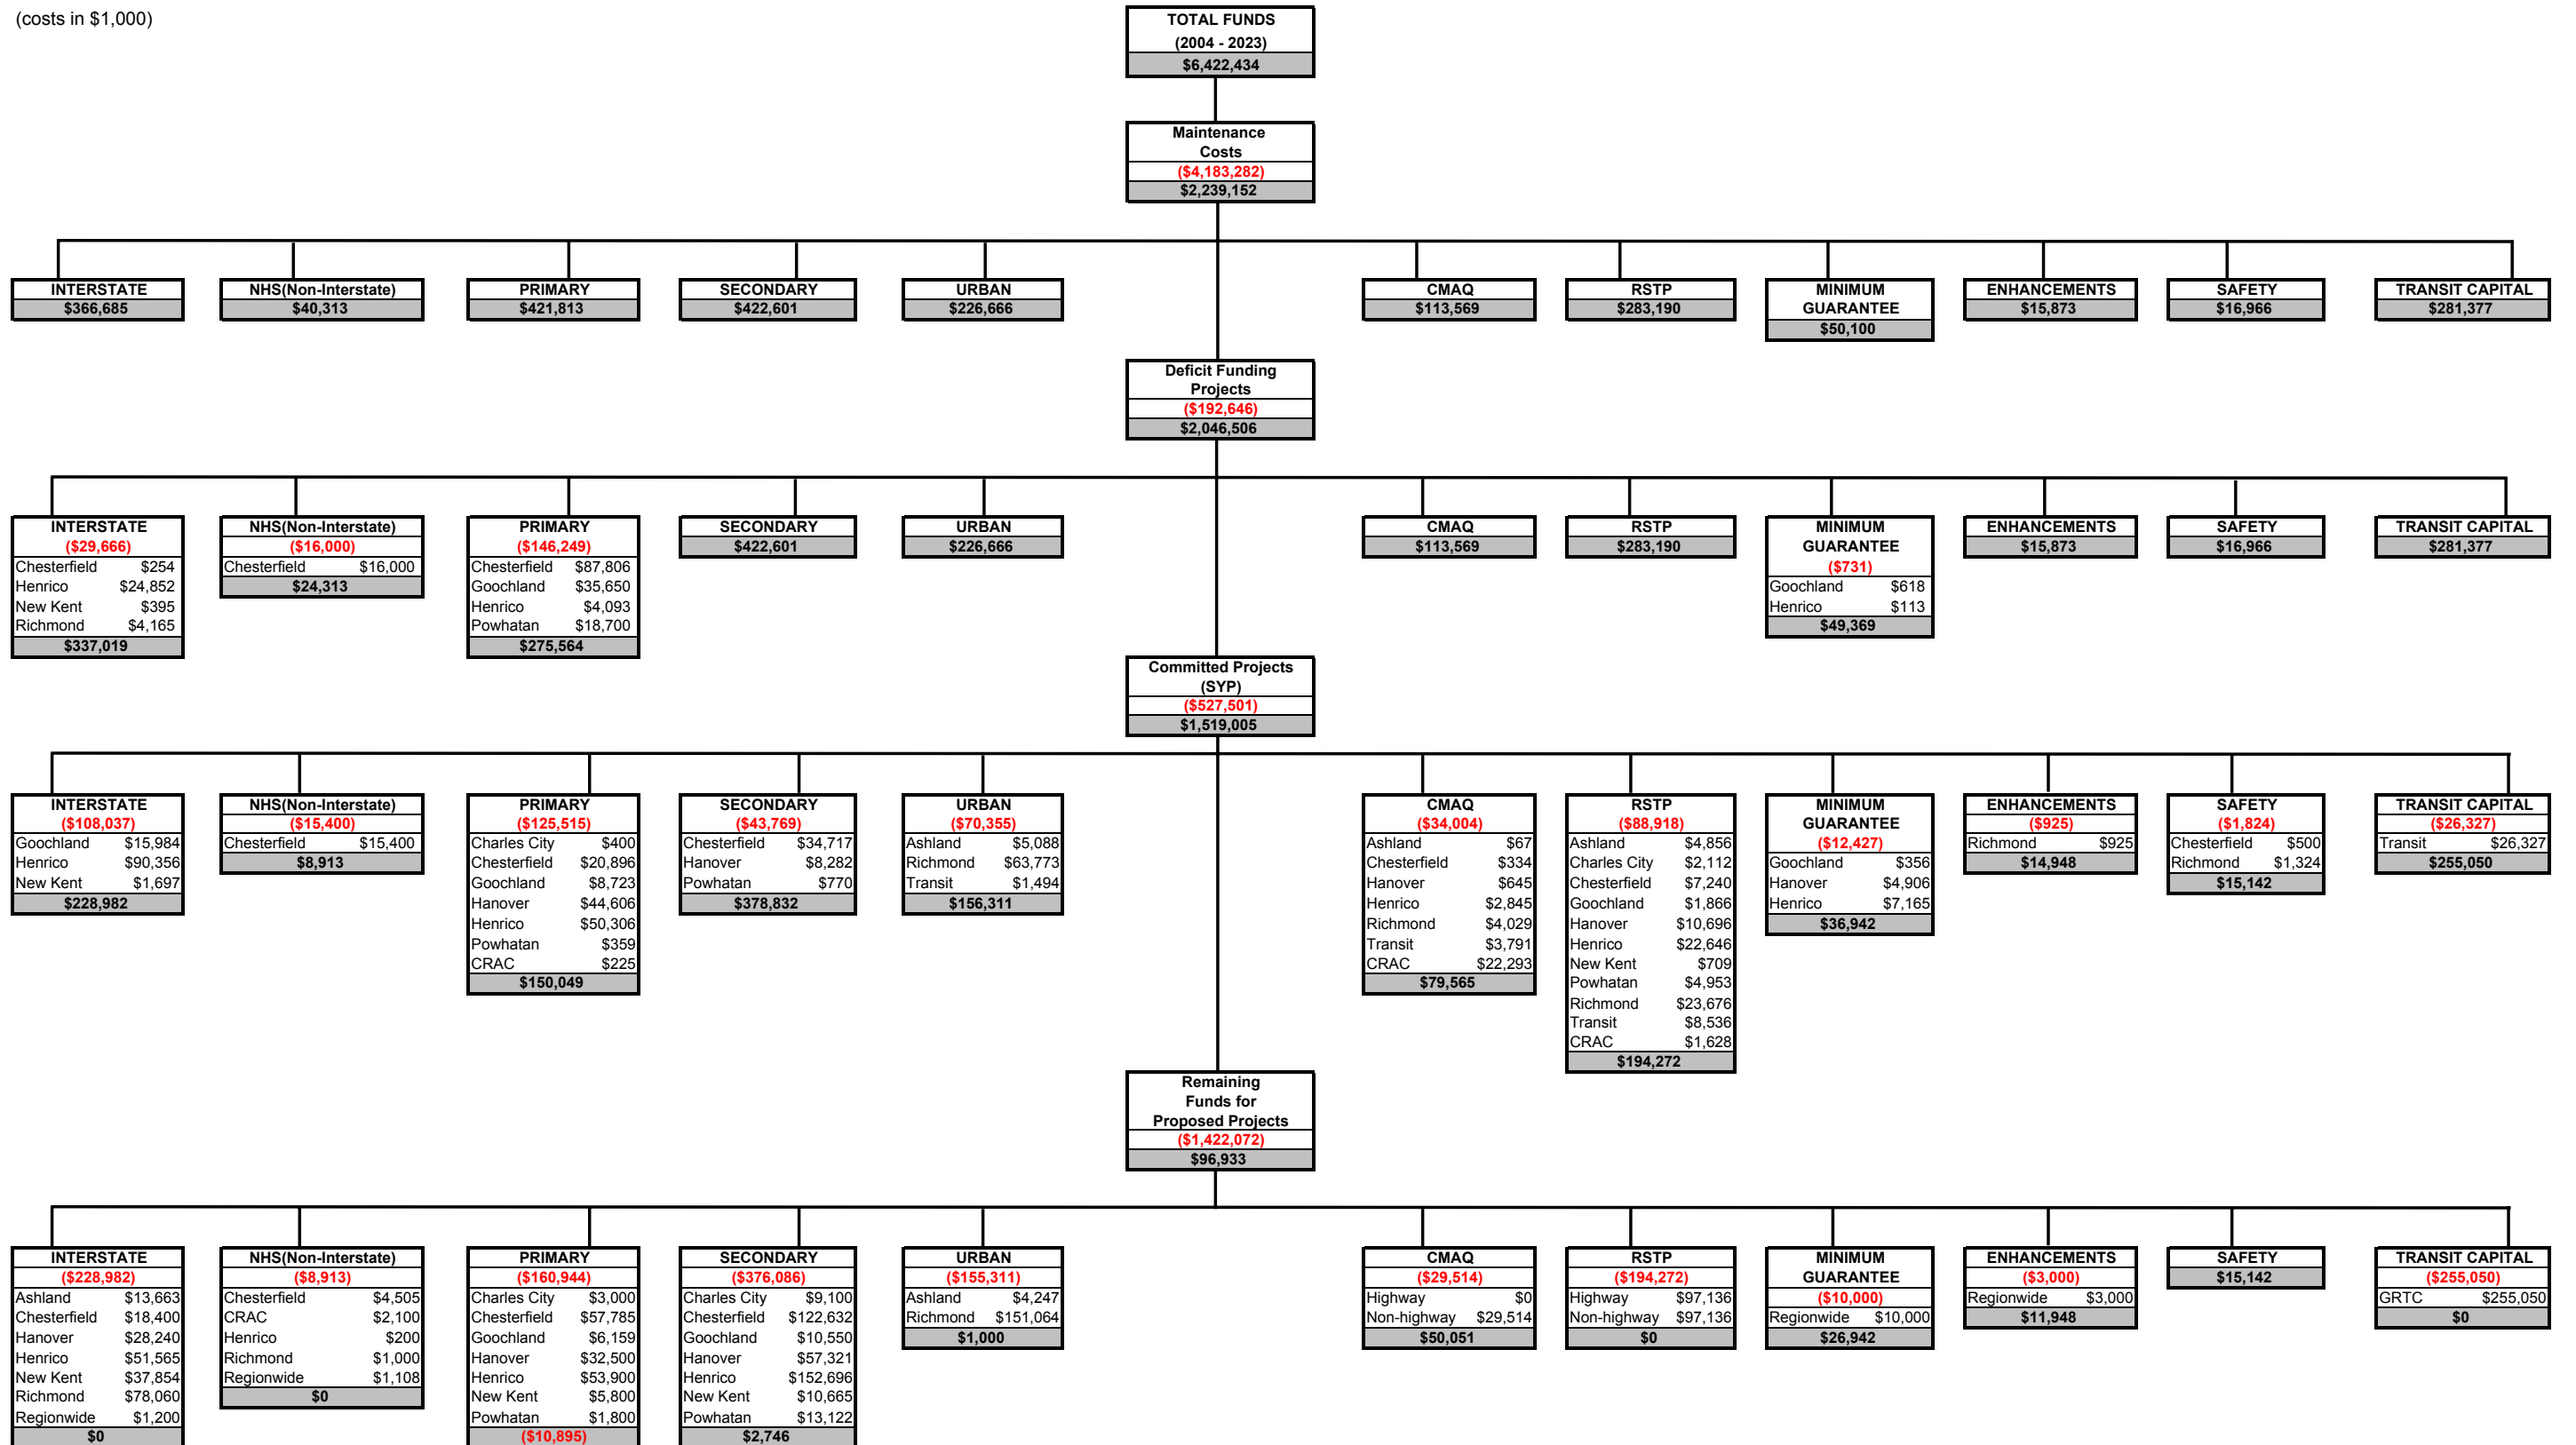 (costs in $1,000)
TOTAL FUNDS
(2004 - 2023)
$6,422,434
Maintenance
Costs
($4,183,282)
$2,239,152
INTERSTATE
$366,685
NHS(Non-Interstate)
$40,313
PRIMARY
$421,813
SECONDARY
$422,601
URBAN
$226,666
CMAQ
$113,569
RSTP
$283,190
MINIMUM
GUARANTEE
$50,100
ENHANCEMENTS
$15,873
SAFETY
$16,966
TRANSIT CAPITAL
$281,377
Deficit Funding
Projects
($192,646)
$2,046,506
INTERSTATE
($29,666)
Chesterfield $254
Henrico $24,852
New Kent $395
Richmond $4,165
$337,019
NHS(Non-Interstate)
($16,000)
Chesterfield $16,000
$24,313
PRIMARY
($146,249)
Chesterfield $87,806
Goochland $35,650
Henrico $4,093
Powhatan $18,700
$275,564
SECONDARY
$422,601
URBAN
$226,666
CMAQ
$113,569
RSTP
$283,190
MINIMUM
GUARANTEE
($731)
Goochland $618
Henrico $113
$49,369
ENHANCEMENTS
$15,873
SAFETY
$16,966
TRANSIT CAPITAL
$281,377
Committed Projects
(SYP)
($527,501)
$1,519,005
INTERSTATE
($108,037)
Goochland $15,984
Henrico $90,356
New Kent $1,697
$228,982
NHS(Non-Interstate)
($15,400)
Chesterfield $15,400
$8,913
PRIMARY
($125,515)
Charles City $400
Chesterfield $20,896
Goochland $8,723
Hanover $44,606
Henrico $50,306
Powhatan $359
CRAC $225
$150,049
SECONDARY
($43,769)
Chesterfield $34,717
Hanover $8,282
Powhatan $770
$378,832
URBAN
($70,355)
Ashland $5,088
Richmond $63,773
Transit $1,494
$156,311
CMAQ
($34,004)
Ashland $67
Chesterfield $334
Hanover $645
Henrico $2,845
Richmond $4,029
Transit $3,791
CRAC $22,293
$79,565
RSTP
($88,918)
Ashland $4,856
Charles City $2,112
Chesterfield $7,240
Goochland $1,866
Hanover $10,696
Henrico $22,646
New Kent $709
Powhatan $4,953
Richmond $23,676
Transit $8,536
CRAC $1,628
$194,272
MINIMUM
GUARANTEE
($12,427)
Goochland $356
Hanover $4,906
Henrico $7,165
$36,942
ENHANCEMENTS
($925)
Richmond $925
$14,948
SAFETY
($1,824)
Chesterfield $500
Richmond $1,324
$15,142
TRANSIT CAPITAL
($26,327)
Transit $26,327
$255,050
Remaining
Funds for
Proposed Projects
($1,422,072)
$96,933
INTERSTATE
($228,982)
Ashland $13,663
Chesterfield $18,400
Hanover $28,240
Henrico $51,565
New Kent $37,854
Richmond $78,060
Regionwide $1,200
$0
NHS(Non-Interstate)
($8,913)
Chesterfield $4,505
CRAC $2,100
Henrico $200
Richmond $1,000
Regionwide $1,108
$0
PRIMARY
($160,944)
Charles City $3,000
Chesterfield $57,785
Goochland $6,159
Hanover $32,500
Henrico $53,900
New Kent $5,800
Powhatan $1,800
($10,895)
SECONDARY
($376,086)
Charles City $9,100
Chesterfield $122,632
Goochland $10,550
Hanover $57,321
Henrico $152,696
New Kent $10,665
Powhatan $13,122
$2,746
URBAN
($155,311)
Ashland $4,247
Richmond $151,064
$1,000
CMAQ
($29,514)
Highway $0
Non-highway $29,514
$50,051
RSTP
($194,272)
Highway $97,136
Non-highway $97,136
$0
MINIMUM
GUARANTEE
($10,000)
Regionwide $10,000
$26,942
ENHANCEMENTS
($3,000)
Regionwide $3,000
$11,948
SAFETY
$15,142
TRANSIT CAPITAL
($255,050)
GRTC $255,050
$0